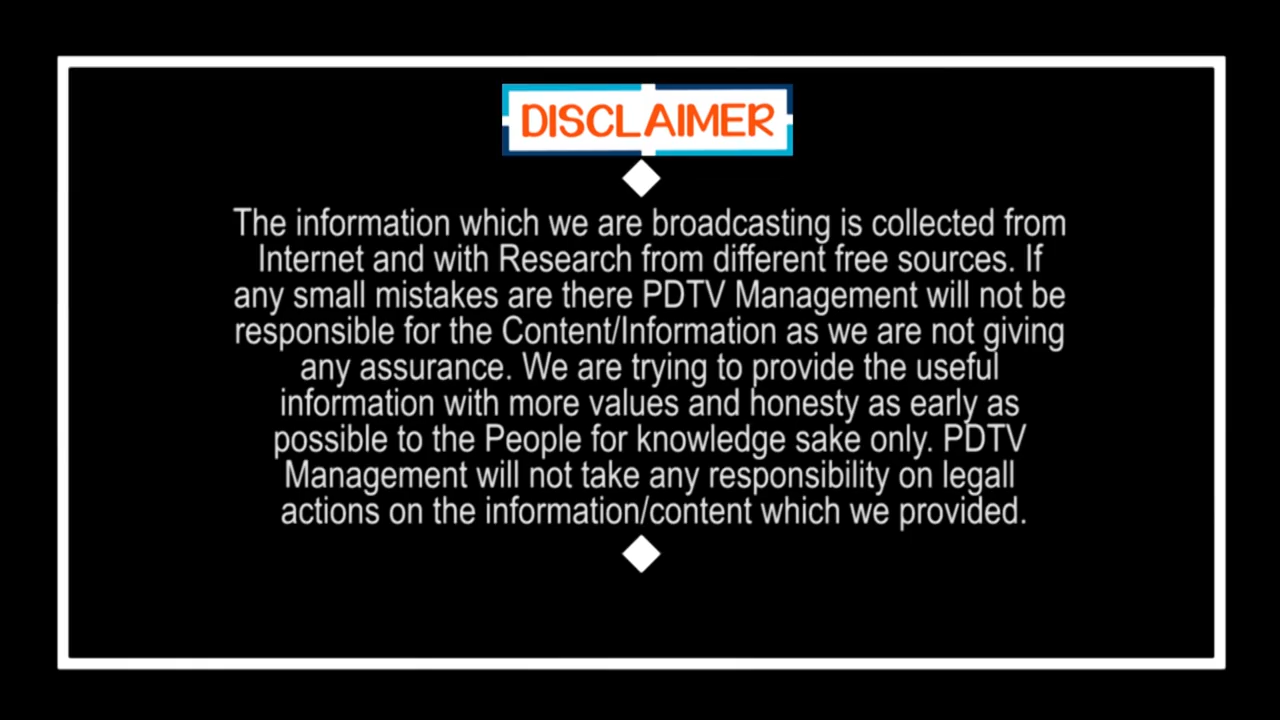 DISCLAIMER
The information which we are broadcasting is collected from
Internet and with Research from different free sources. If
any small mistakes are there PDTV Management will not be
responsible for the Content/Information as we are not giving
any assurance. We are trying to provide the useful
information with more values and honesty as early as
possible to the People for knowledge sake only. PDTV
Management will not take any responsibility on legall
actions on the information/content which we provided.